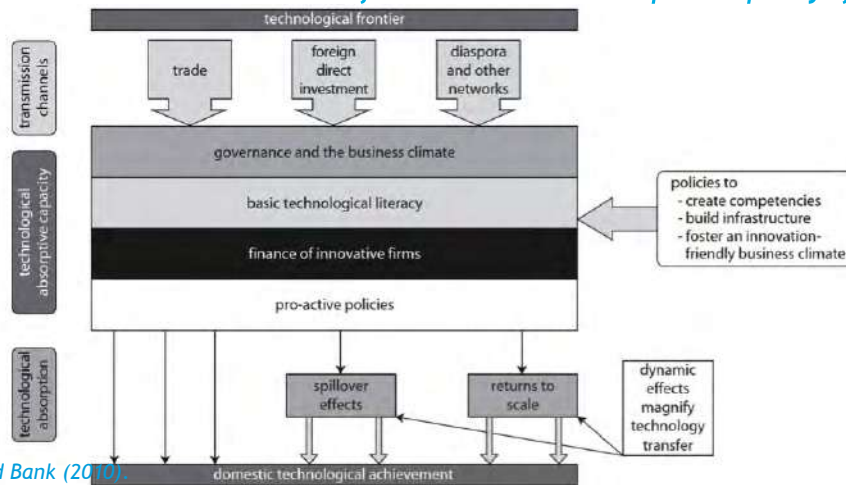 technological frontier
transmission
channels
trade
foreign
direct
investment
diaspora
and other
networks
technological
absorptive capacity
governance and the business climate
basic technological literacy
finance of innovative firms
pro-active policies
policies to
- create competencies
- build infrastructure
- foster an innovation-
friendly business climate
technological
absorption
spillover
effects
returns to
scale
dynamic
effects
magnify
technology
transfer
d Bank (2010).
domestic technological achievement